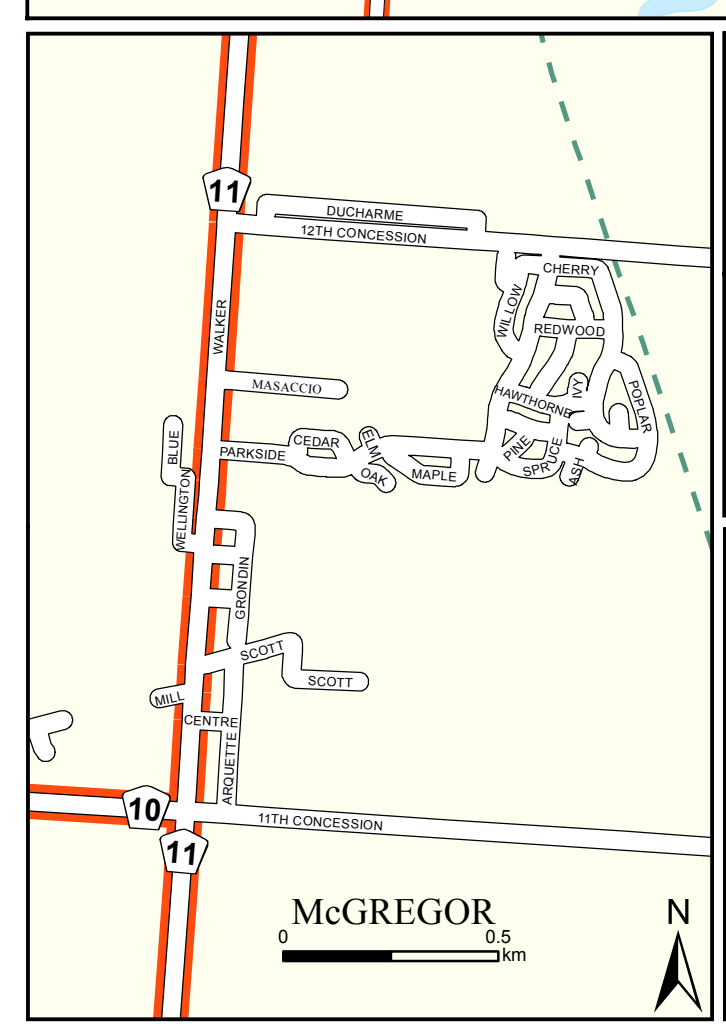 11
DUCHARME
12TH CONCESSION
CHERRY
WILLOW
WALKER
REDWOOD
MASACCIO
HAWTHORNE
IVY
POPLAR
BLUE
PARKSIDE
CEDAR
ELM
OAK
MAPLE
PINE
SPRUCE
ASH
WELLINGTON
GRONDIN
SCOTT
SCOTT
MILL
CENTRE
ARQUETTE
10
11TH CONCESSION
11
McGREGOR
N
0 0.5
km